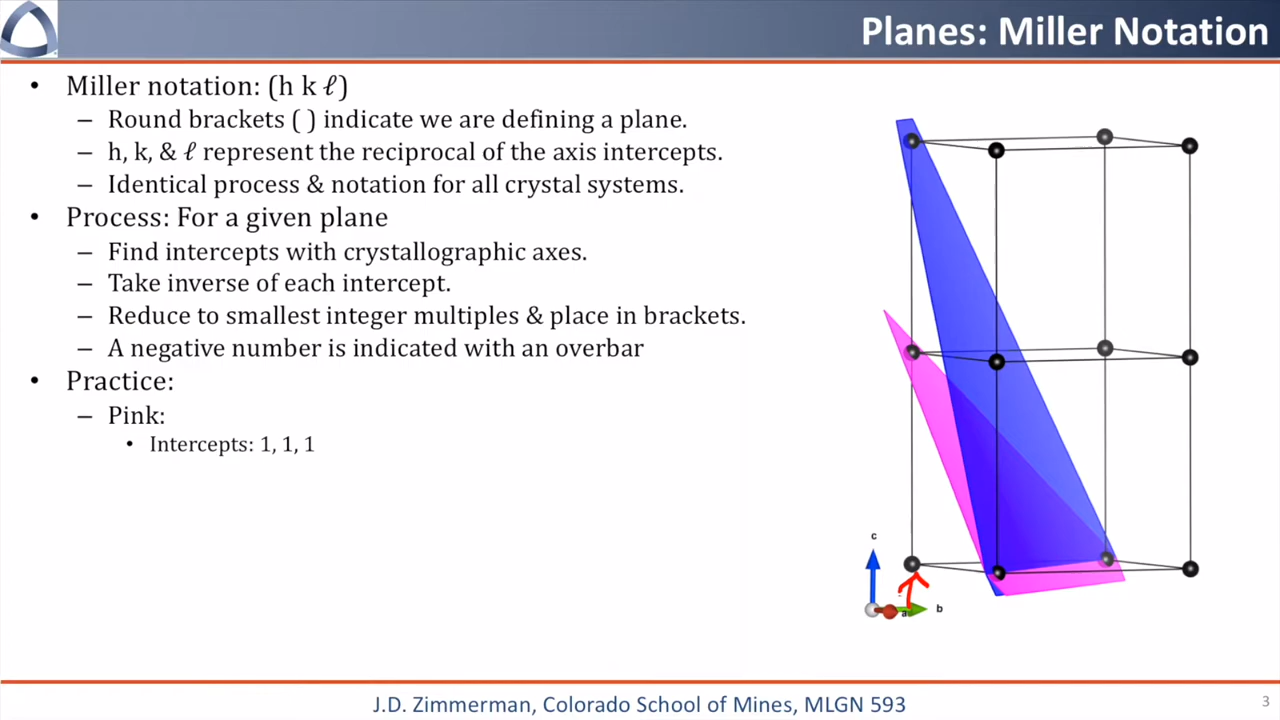 Planes: Miller Notation
• Miller notation: (h k ℓ)
– Round brackets ( ) indicate we are defining a plane.
– h, k, & ℓ represent the reciprocal of the axis intercepts.
– Identical process & notation for all crystal systems.
• Process: For a given plane
– Find intercepts with crystallographic axes.
– Take inverse of each intercept.
– Reduce to smallest integer multiples & place in brackets.
– A negative number is indicated with an overbar
• Practice:
– Pink:
• Intercepts: 1, 1, 1
c
b
a
J.D. Zimmerman, Colorado School of Mines, MLGN 593
3